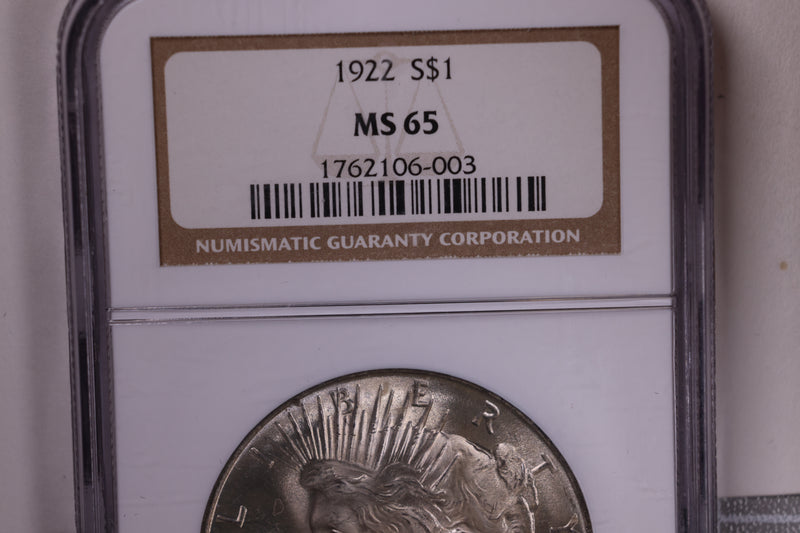 1922 S$1
MS 65
1762106-003
NUMISMATIC GUARANTY CORPORATION
LIBERTY